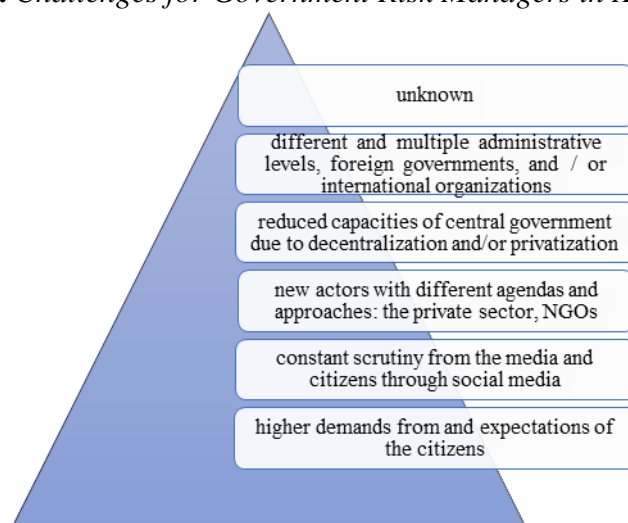 Challenges for Government Risk Managers in
unknown
different and multiple administrative
levels, foreign governments, and / or
international organizations
reduced capacities of central government
due to decentralization and/or privatization
new actors with different agendas and
approaches: the private sector, NGOs
constant scrutiny from the media and
citizens through social media
higher demands from and expectations of
the citizens